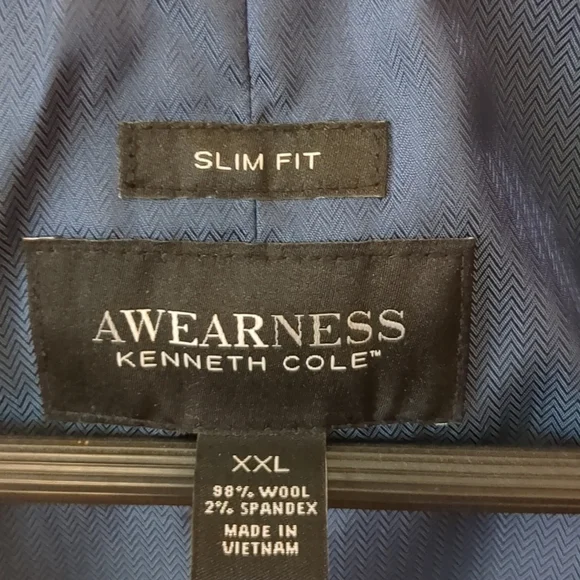 SLIM FIT
AWEARNESS
KENNETH COLE™
XXL
98% WOOL
2% SPANDEX
MADE IN
VIETNAM